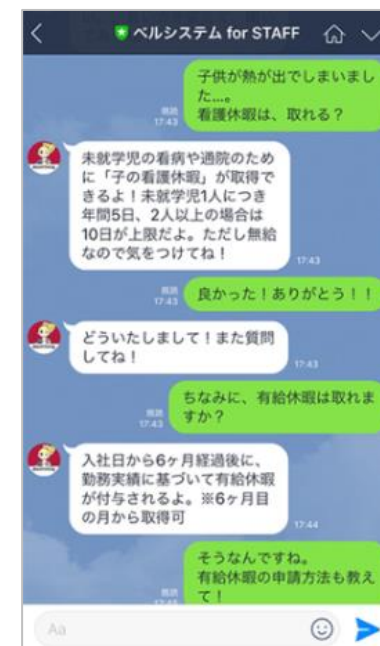 ベルシステム for STAFF
子供が熱が出でしまいまし
た...。
看護休暇は、取れる？
既読
17:43
未就学児の看病や通院のため
に「子の看護休暇」が取得で
きるよ！未就学児1人につき
年間5日、2人以上の場合は
10日が上限だよ。ただし無給
なので気をつけてね！
17:43
既読
17:43
良かった！ありがとう！！
どういたしまして！また質問
してね！
17:43
ちなみに、有給休暇は取れま
すか？
既読
17:43
入社日から6ヶ月経過後に、
勤務実績に基づいて有給休暇
が付与されるよ。※6ヶ月目
の月から取得可
17:44
そうなんですね。
有給休暇の申請方法も教え
て！
既読
Aa